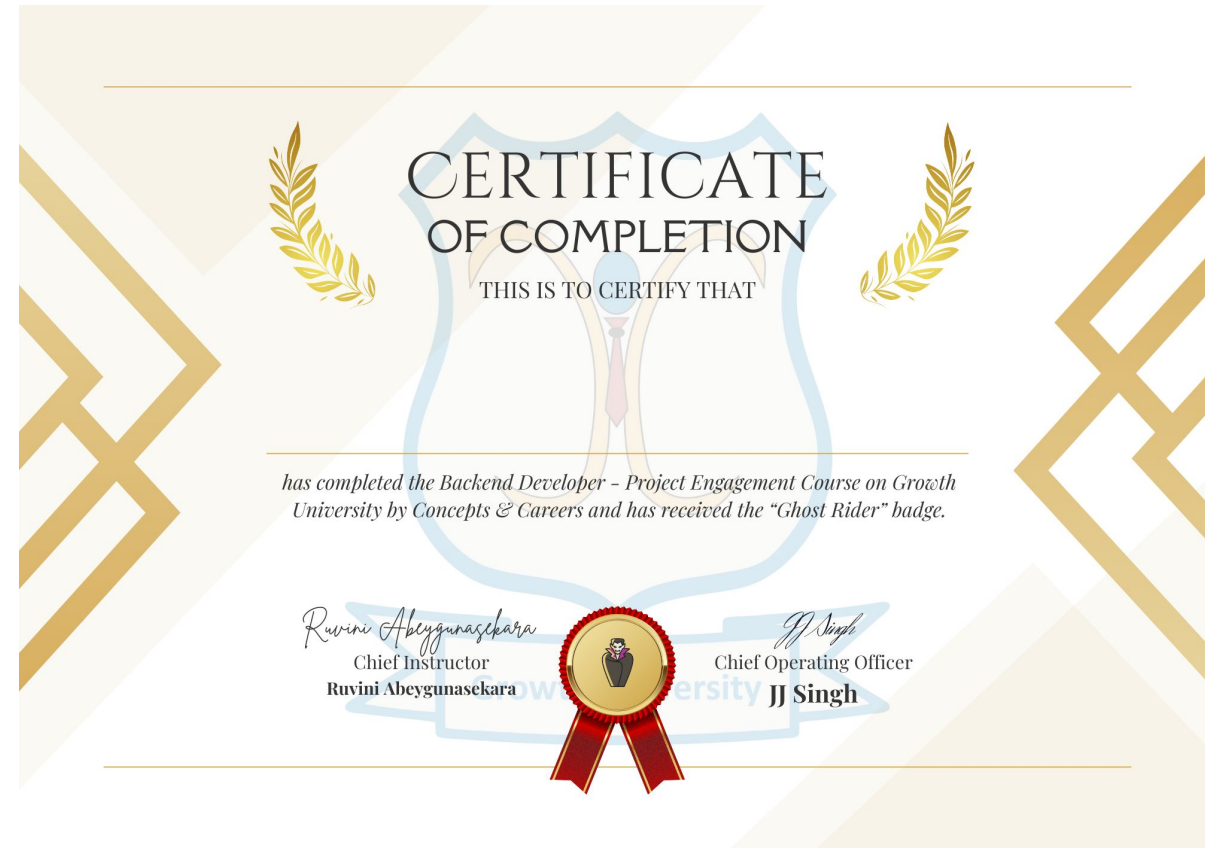 CERTIFICATE
OF COMPLETION
THIS IS TO CERTIFY THAT
has completed the Backend Developer - Project Engagement Course on Growth
University by Concepts & Careers and has received the “Ghost Rider” badge.
Ruvini Abeygunasekara
Chief Instructor
Ruvini Abeygunasekara
JJ Singh
Chief Operating Officer
JJ Singh
Grow ersity